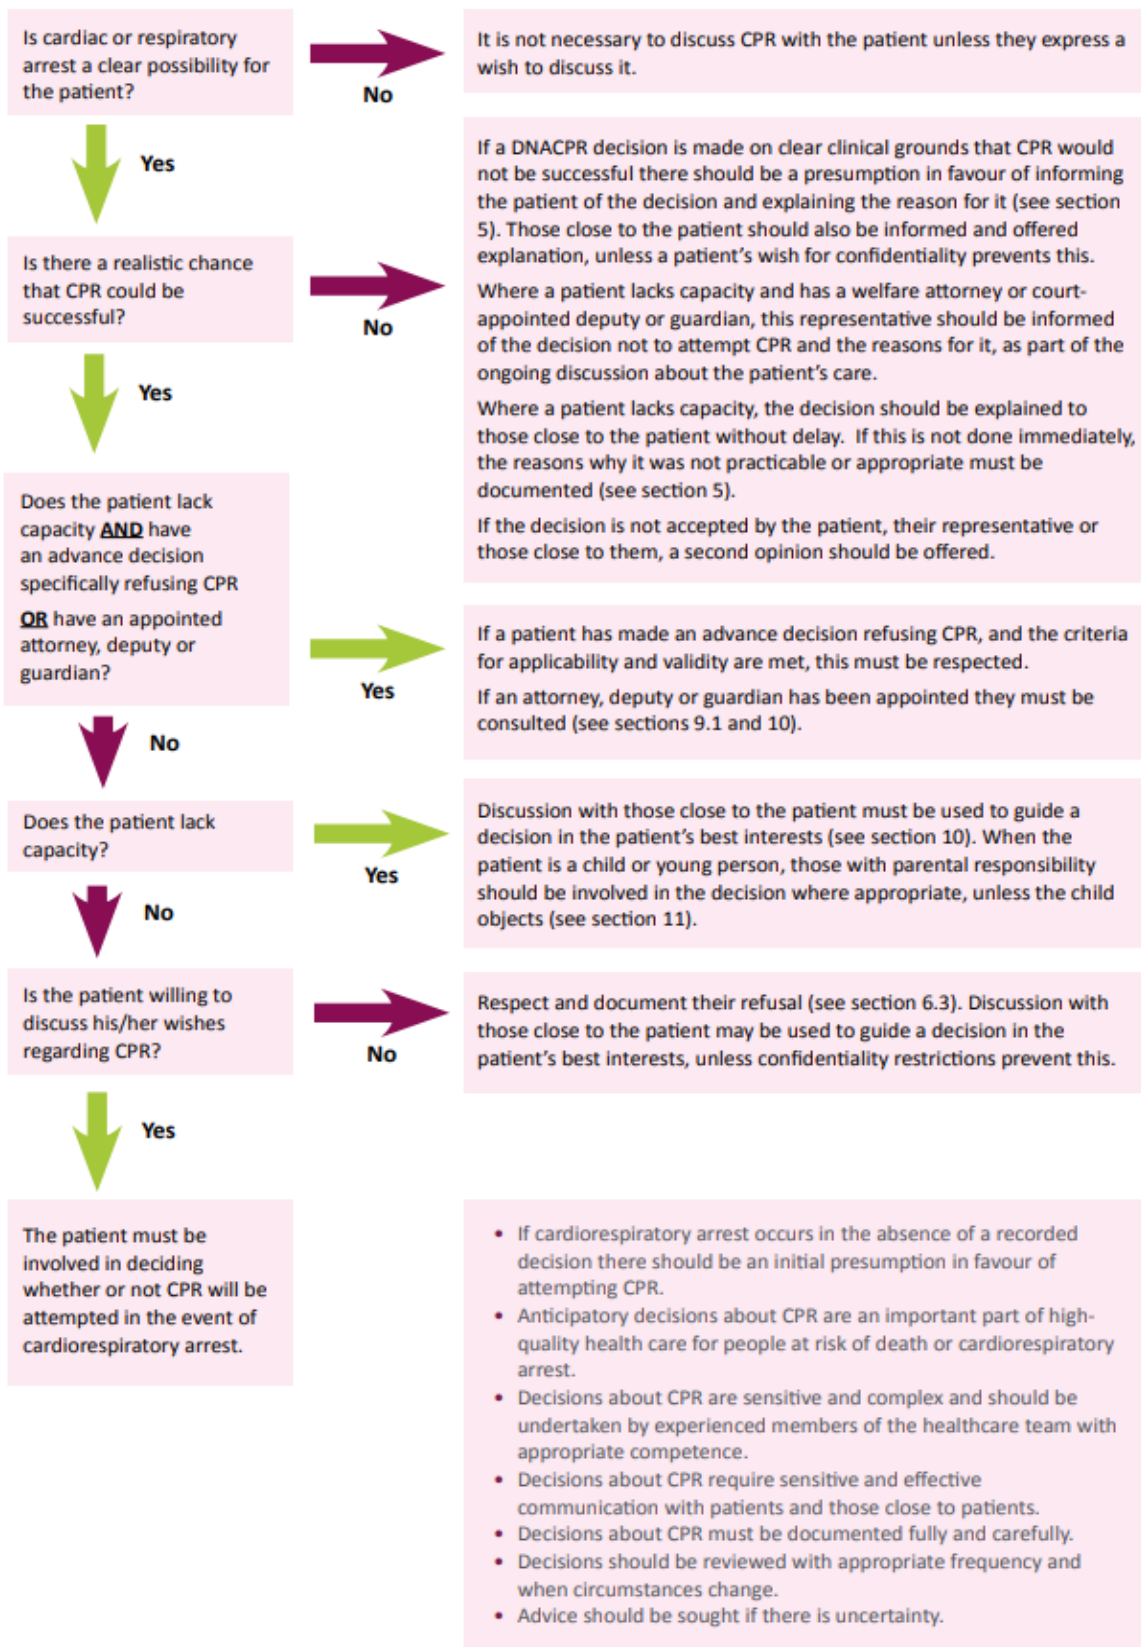 Is cardiac or respiratory
arrest a clear possibility for
the patient?
No
It is not necessary to discuss CPR with the patient unless they express a
wish to discuss it.
Yes
Is there a realistic chance
that CPR could be
successful?
No
If a DNACPR decision is made on clear clinical grounds that CPR would
not be successful there should be a presumption in favour of informing
the patient of the decision and explaining the reason for it (see section
5). Those close to the patient should also be informed and offered
explanation, unless a patient's wish for confidentiality prevents this.
Where a patient lacks capacity and has a welfare attorney or court-
appointed deputy or guardian, this representative should be informed
of the decision not to attempt CPR and the reasons for it, as part of the
ongoing discussion about the patient's care.
Where a patient lacks capacity, the decision should be explained to
those close to the patient without delay. If this is not done immediately,
the reasons why it was not practicable or appropriate must be
documented (see section 5).
If the decision is not accepted by the patient, their representative or
those close to them, a second opinion should be offered.
Yes
Does the patient lack
capacity AND have
an advance decision
specifically refusing CPR
OR have an appointed
attorney, deputy or
guardian?
Yes
If a patient has made an advance decision refusing CPR, and the criteria
for applicability and validity are met, this must be respected.
If an attorney, deputy or guardian has been appointed they must be
consulted (see sections 9.1 and 10).
No
Does the patient lack
capacity?
Yes
Discussion with those close to the patient must be used to guide a
decision in the patient's best interests (see section 10). When the
patient is a child or young person, those with parental responsibility
should be involved in the decision where appropriate, unless the child
objects (see section 11).
No
Is the patient willing to
discuss his/her wishes
regarding CPR?
No
Respect and document their refusal (see section 6.3). Discussion with
those close to the patient may be used to guide a decision in the
patient's best interests, unless confidentiality restrictions prevent this.
Yes
The patient must be
involved in deciding
whether or not CPR will be
attempted in the event of
cardiorespiratory arrest.
• If cardiorespiratory arrest occurs in the absence of a recorded
decision there should be an initial presumption in favour of
attempting CPR.
• Anticipatory decisions about CPR are an important part of high-
quality health care for people at risk of death or cardiorespiratory
arrest.
• Decisions about CPR are sensitive and complex and should be
undertaken by experienced members of the healthcare team with
appropriate competence.
• Decisions about CPR require sensitive and effective
communication with patients and those close to patients.
• Decisions about CPR must be documented fully and carefully.
• Decisions should be reviewed with appropriate frequency and
when circumstances change.
• Advice should be sought if there is uncertainty.